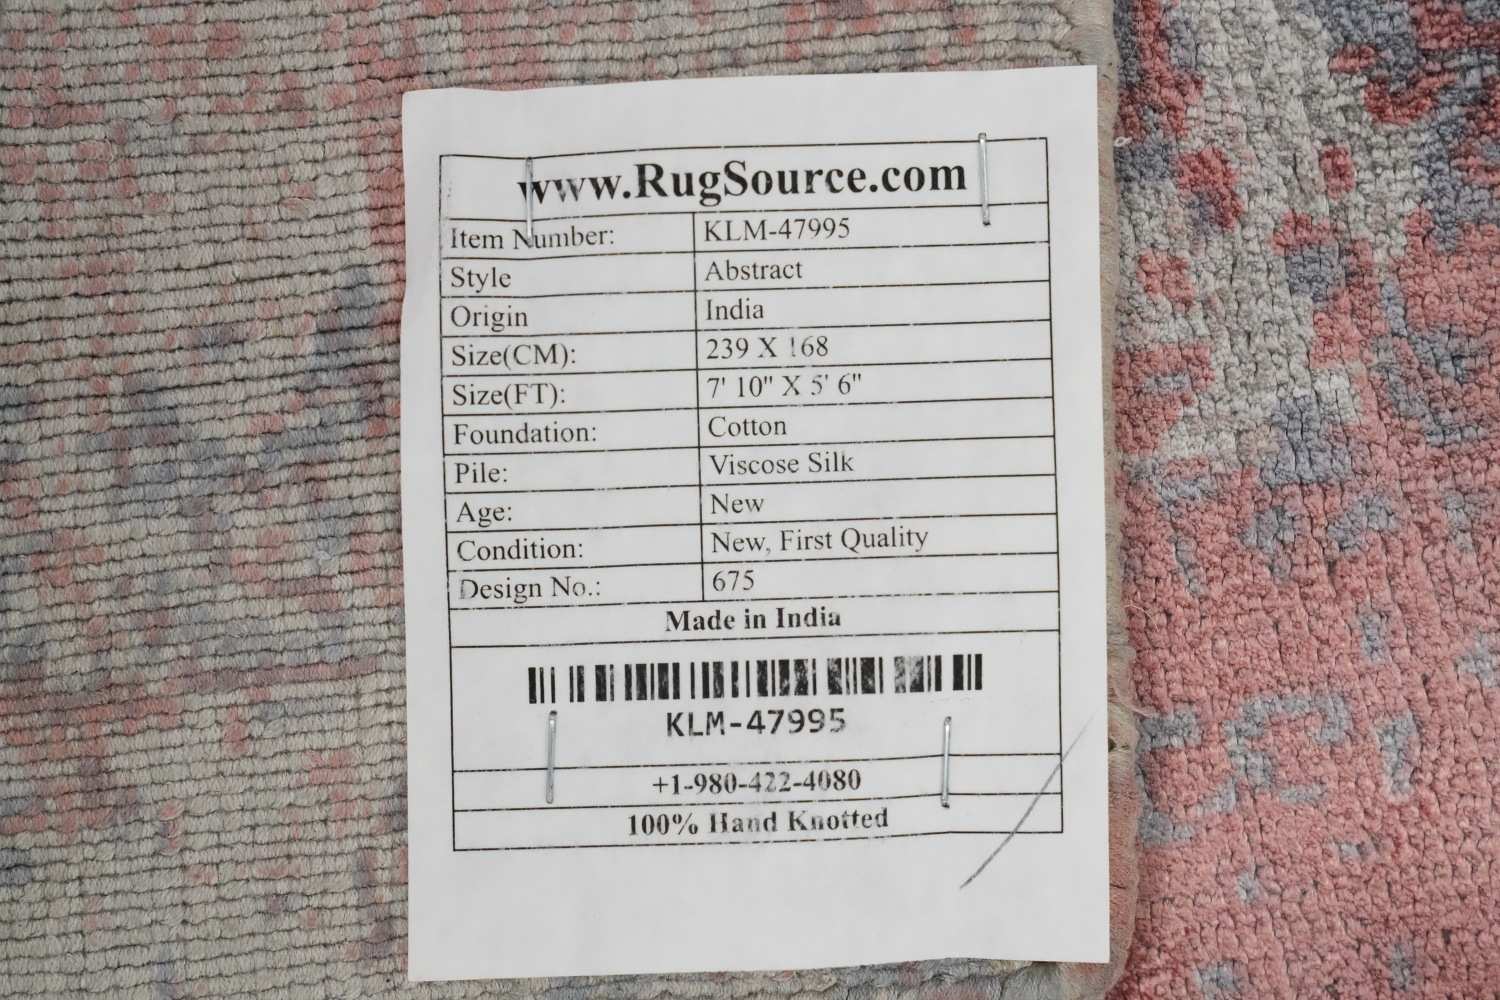 www.RugSource.com
Item Number: KLM-47995
Style Abstract
Origin India
Size(CM): 239 X 168
Size(FT): 7' 10" X 5' 6"
Foundation: Cotton
Pile: Viscose Silk
Age: New
Condition: New, First Quality
Design No.: 675
Made in India
KLM-47995
+1-980-422-4080
100% Hand Knotted